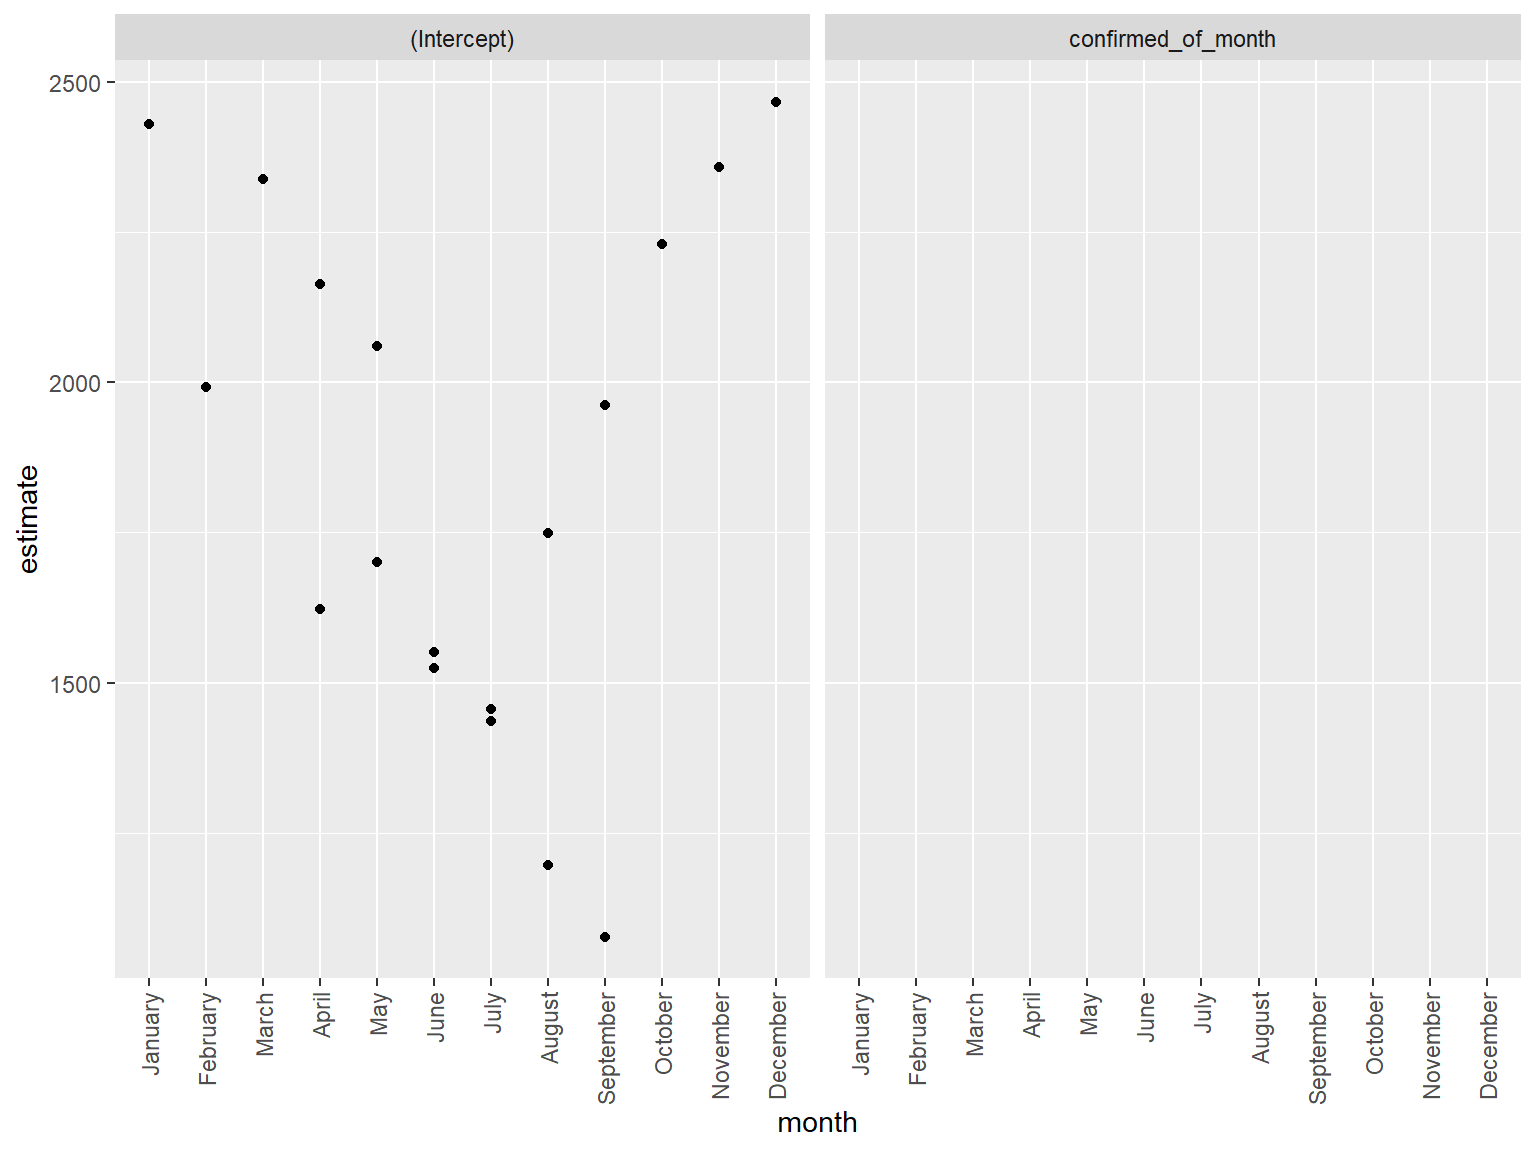 (Intercept)
confirmed_of_month
2500
2000
1500
estimate
January
February
March
April
May
June
July
August
September
October
November
December
January
February
March
April
May
June
July
August
September
October
November
December
month